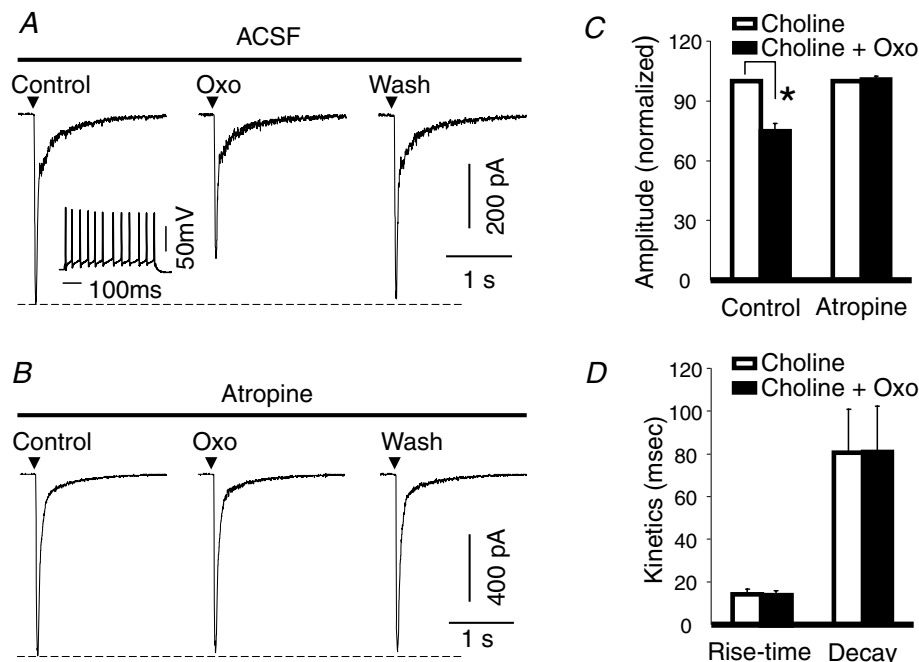 A
ACSF
Control
Oxo
Wash
50mV
100ms
200 pA
1 s
B
Atropine
Control
Oxo
Wash
400 pA
1 s
C
Choline
Choline + Oxo
Amplitude (normalized)
120
90
60
30
0
*
Control
Atropine
D
Choline
Choline + Oxo
Kinetics (msec)
120
100
80
60
40
20
0
Rise-time
Decay